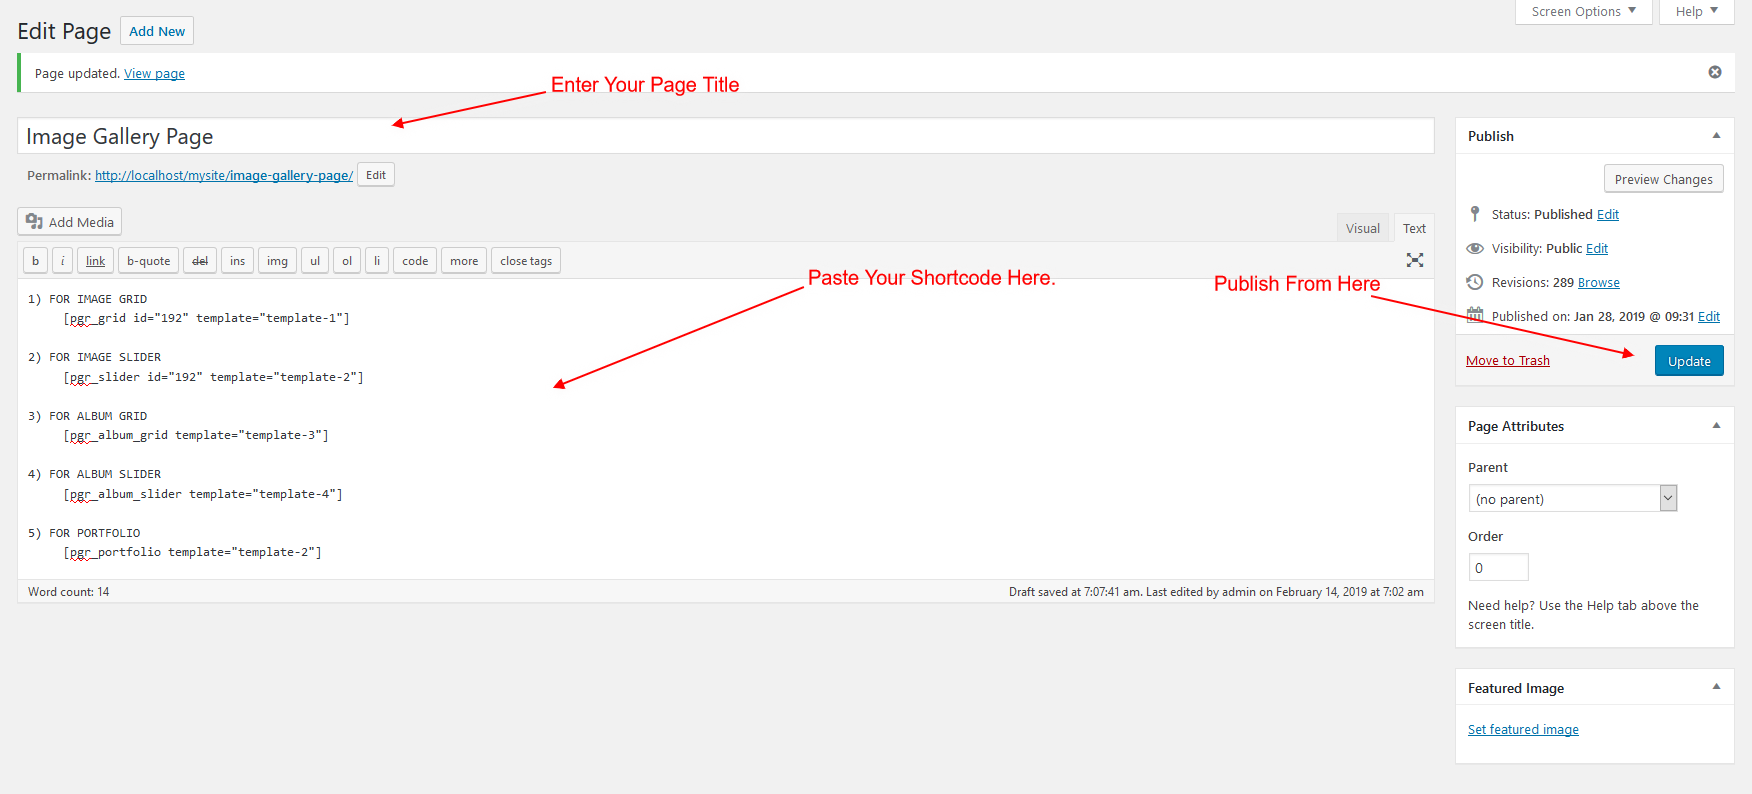 Screen Options
Help
Edit Page
Add New
Page updated. View page
Enter Your Page Title
Image Gallery Page
Permalink: http://localhost/mysite/image-gallery-page/ Edit
Add Media
Visual
Text
b
i
link
b-quote
del
ins
img
ul
ol
li
code
more
close tags
Paste Your Shortcode Here.
1) FOR IMAGE GRID
[pgr_grid id="192" template="template-1"]
2) FOR IMAGE SLIDER
[pgr_slider id="192" template="template-2"]
3) FOR ALBUM GRID
[pgr_album_grid template="template-3"]
4) FOR ALBUM SLIDER
[pgr_album_slider template="template-4"]
5) FOR PORTFOLIO
[pgr_portfolio template="template-2"]
Word count: 14
Draft saved at 7:07:41 am. Last edited by admin on February 14, 2019 at 7:02 am
Publish
Preview Changes
Status: Published Edit
Visibility: Public Edit
Publish From Here
Revisions: 289 Browse
Published on: Jan 28, 2019 @ 09:31 Edit
Move to Trash
Update
Page Attributes
Parent
(no parent)
Order
0
Need help? Use the Help tab above the
screen title.
Featured Image
Set featured image